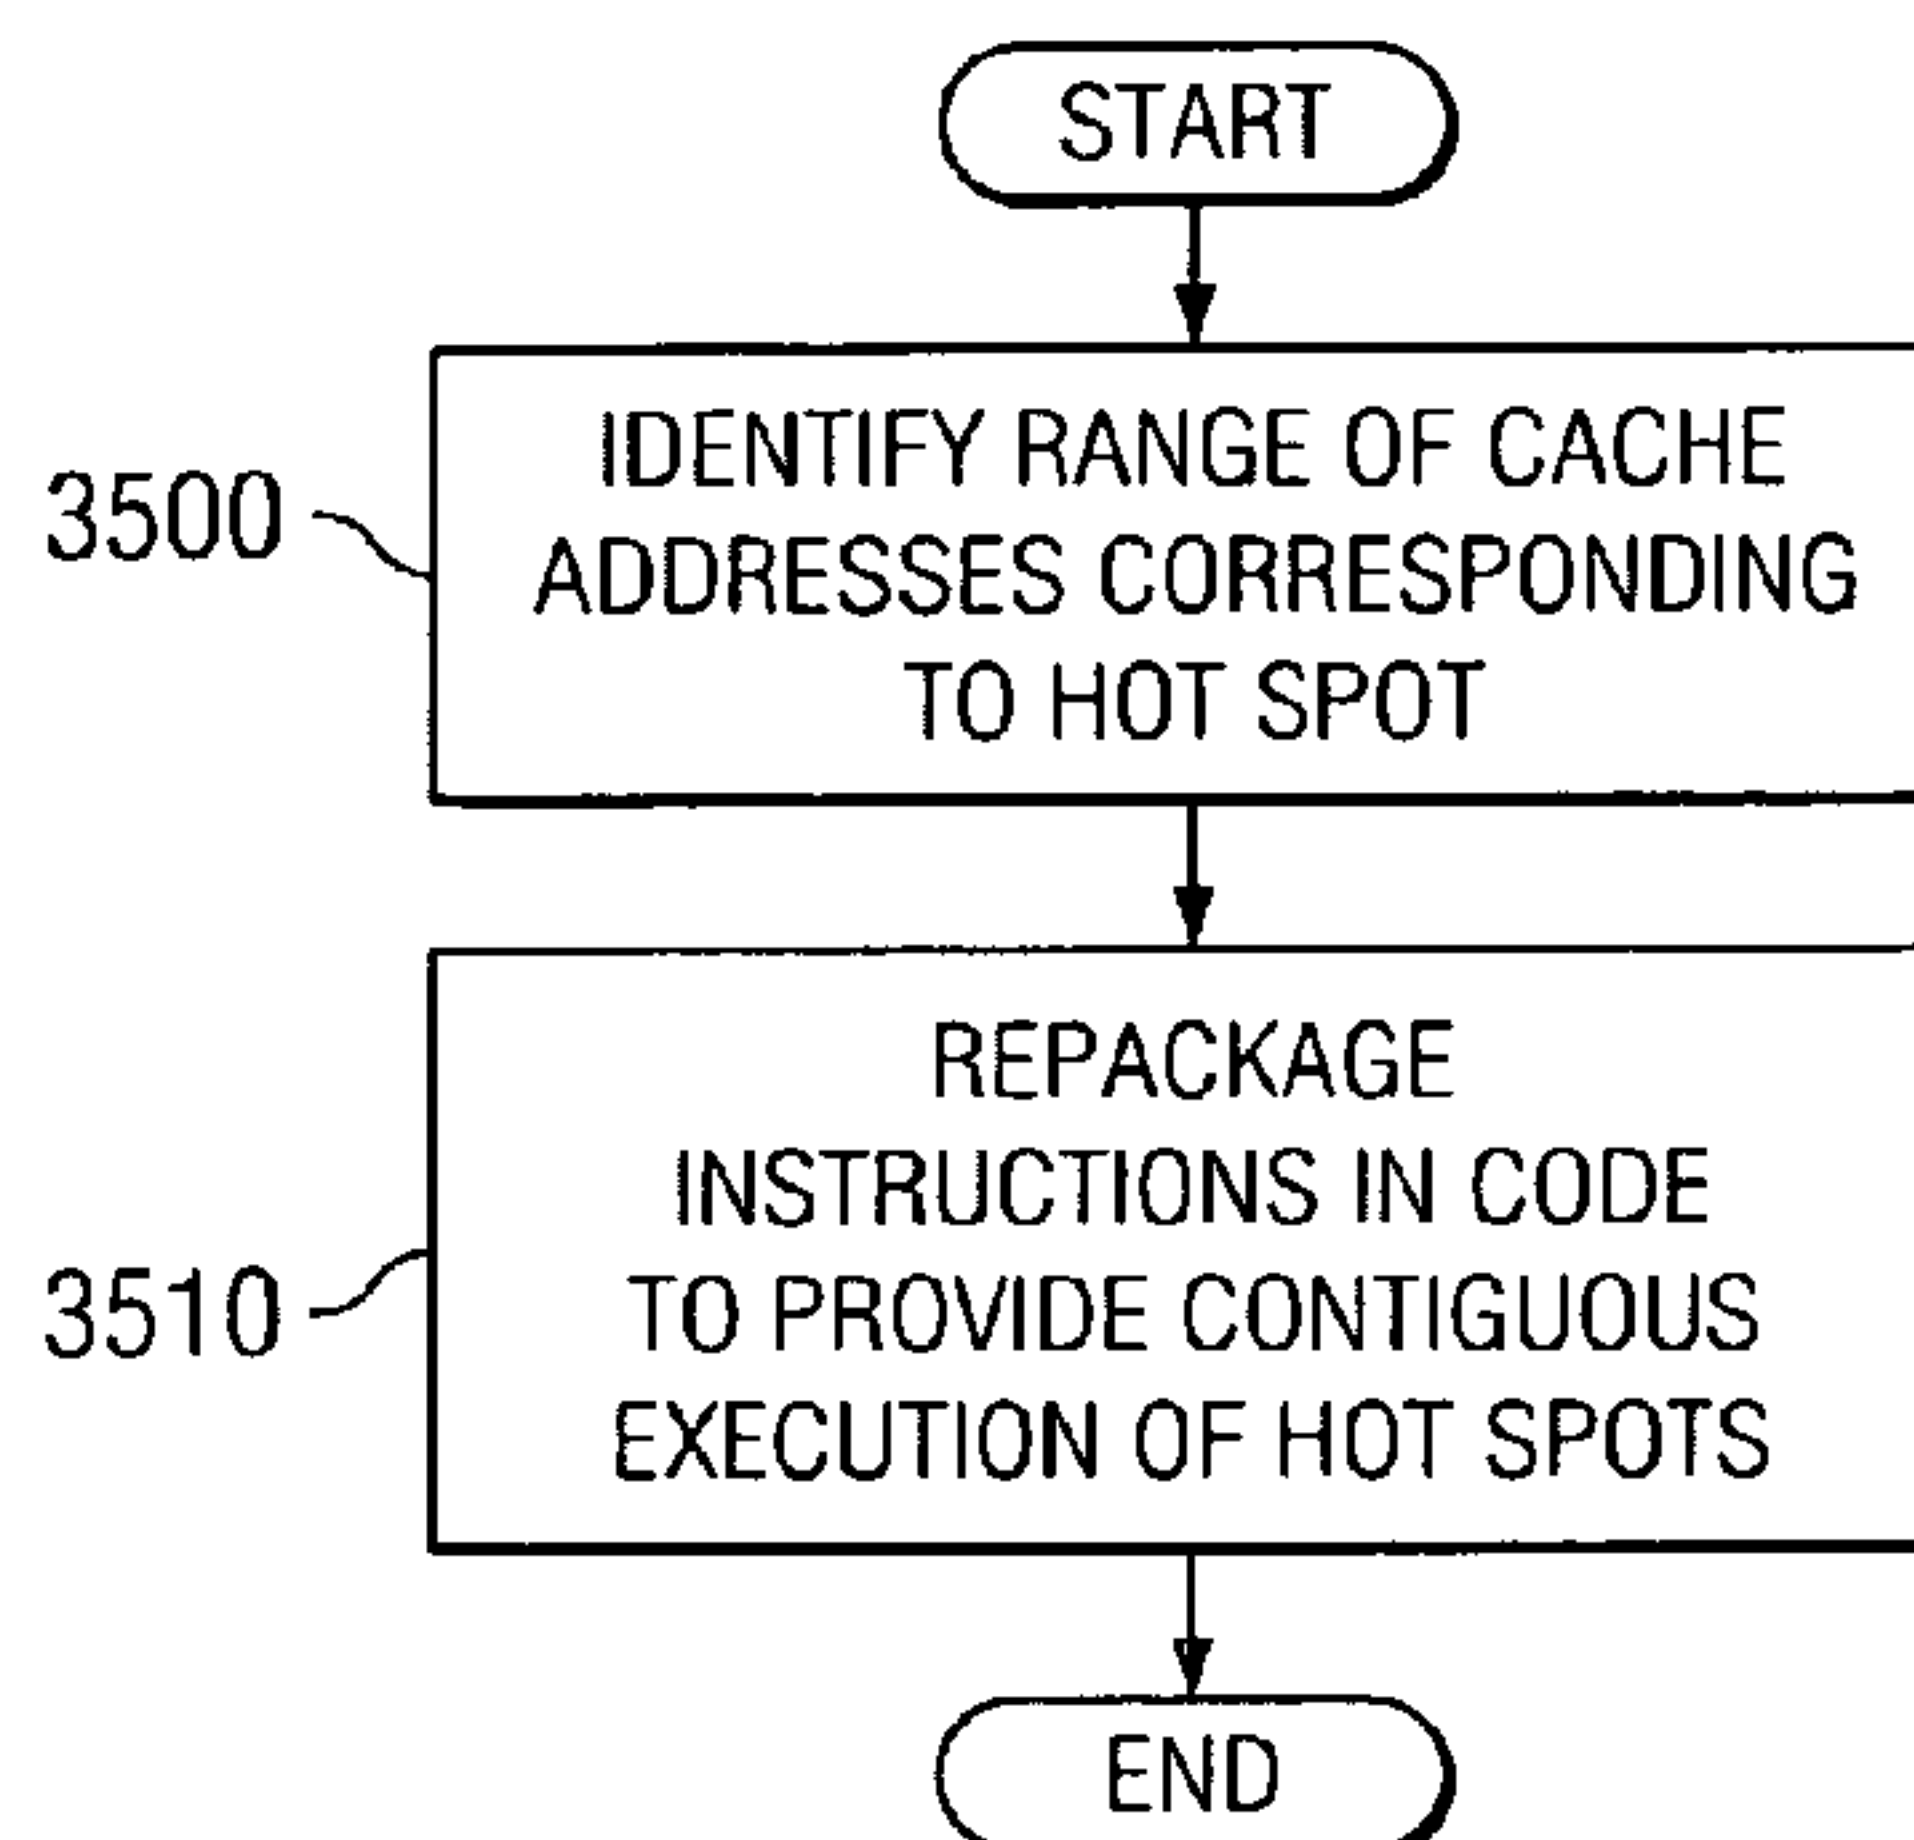 START
3500
IDENTIFY RANGE OF CACHE
ADDRESSES CORRESPONDING
TO HOT SPOT
3510
REPACKAGE
INSTRUCTIONS IN CODE
TO PROVIDE CONTIGUOUS
EXECUTION OF HOT SPOTS
END